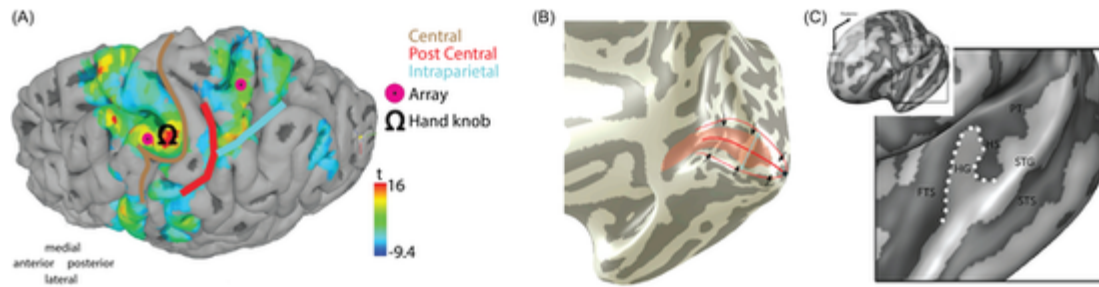 (A)
Central
Post Central
Intraparietal
Array
Ω Hand knob
Ω
t
16
-9.4
medial
anterior posterior
lateral
(B)
(C)
PT
HS
HG
STG
FTS
STS